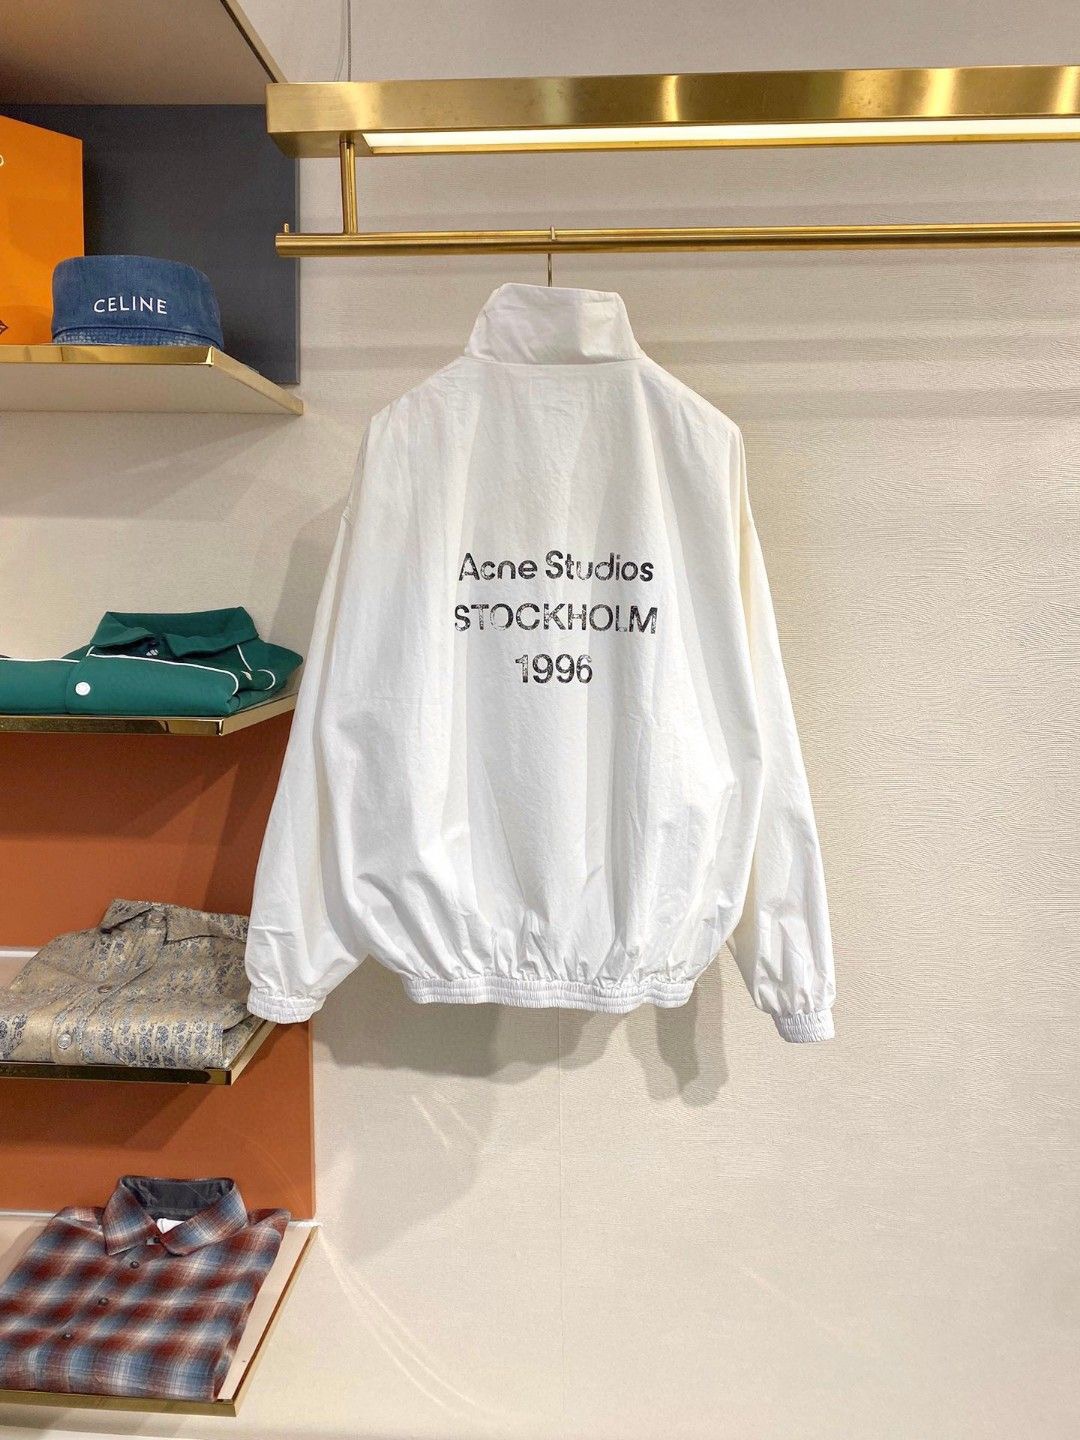 CELINE
Acne Studios
STOCKHOLM
1996